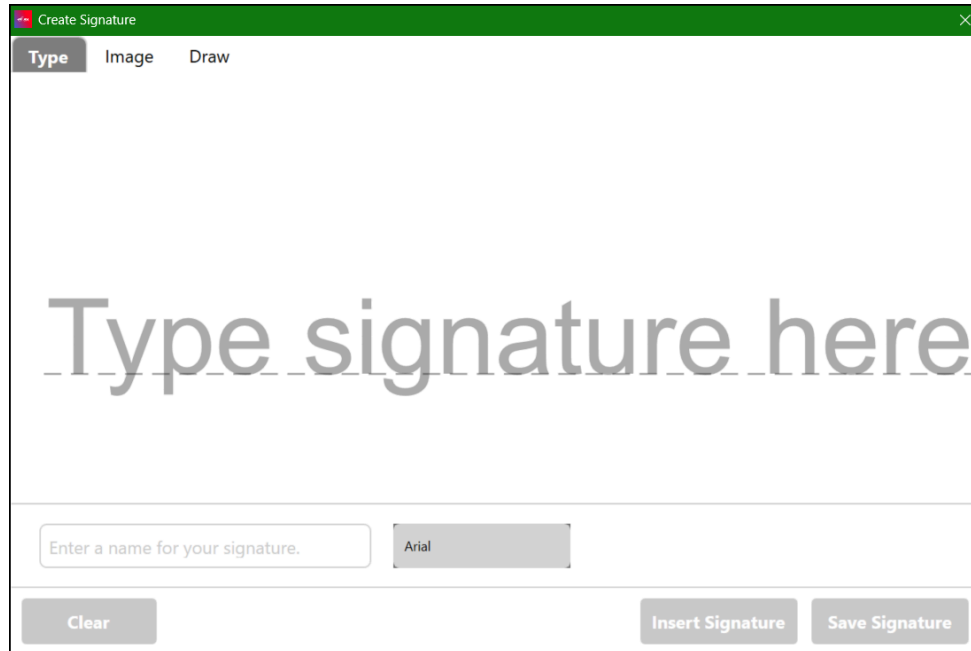 Create Signature
Type Image Draw
Type signature here
Enter a name for your signature. Arial
Clear Insert Signature Save Signature